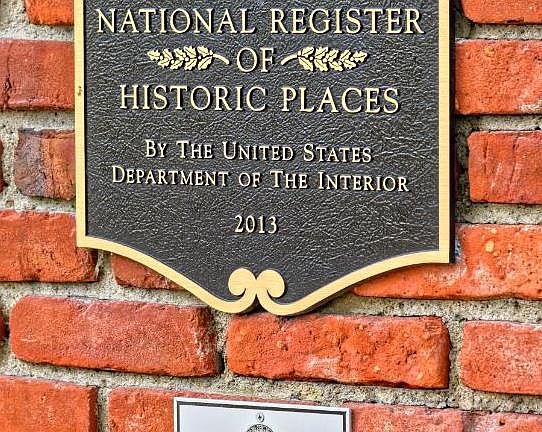 NATIONAL REGISTER
OF
HISTORIC PLACES
BY THE UNITED STATES
DEPARTMENT OF THE INTERIOR
2013